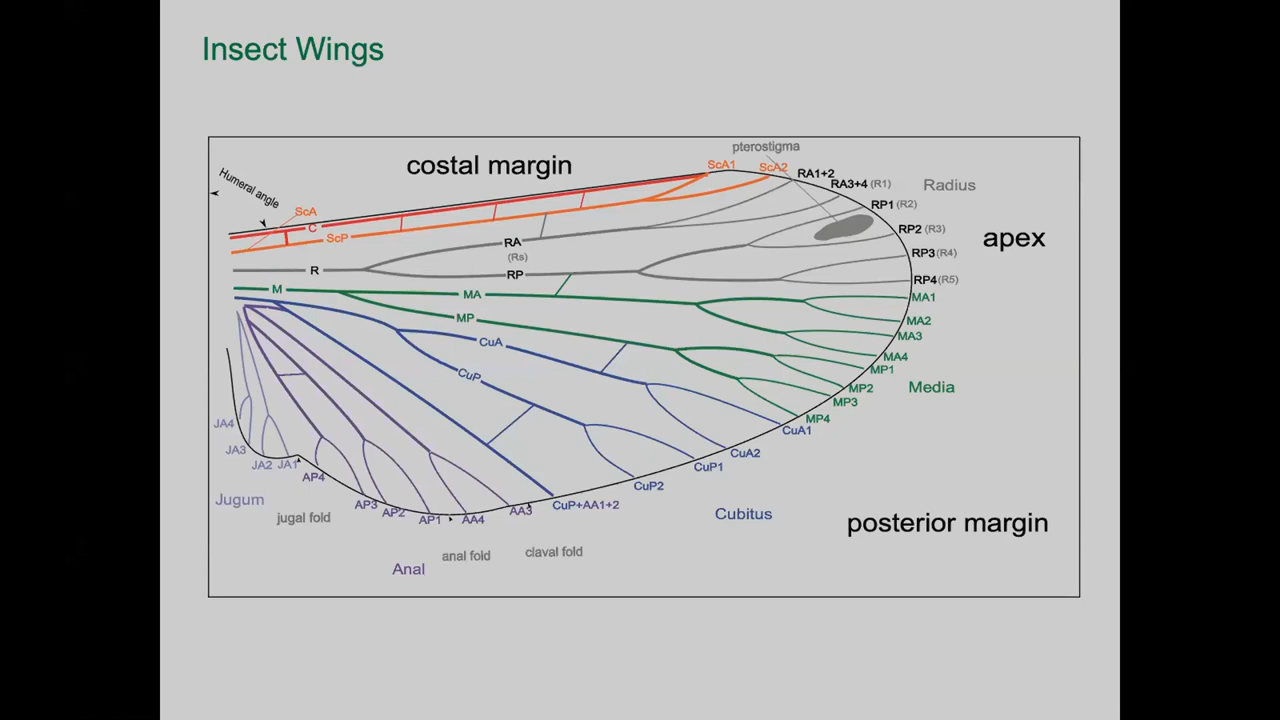 Insect Wings
pterostigma
costal margin
ScA1
ScA2
RA1+2
Humeral angle
RA3+4 (R1)
Radius
RP1 (R2)
ScA
C
ScP
RP2 (R3)
apex
RA
(Rs)
RP3 (R4)
R
RP
RP4 (R5)
M
MA
MA1
MP
MA2
CuA
MA3
MA4
CuP
MP1
Media
MP2
MP3
MP4
JA4
CuA1
JA3
CuA2
JA2
JA1
CuP1
AP4
CuP2
Jugum
AP3
AP2
CuP+AA1+2
AA3
jugal fold
AP1
AA4
Cubitus
posterior margin
anal fold
claval fold
Anal